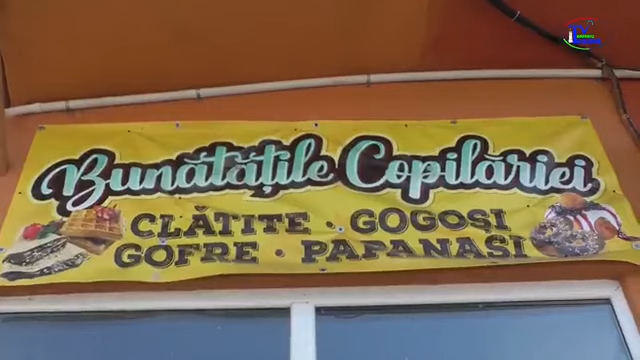 Bunătățile Copilăriei
CLĂTITE · GOGOȘI
GOFRE · PAPANAȘI